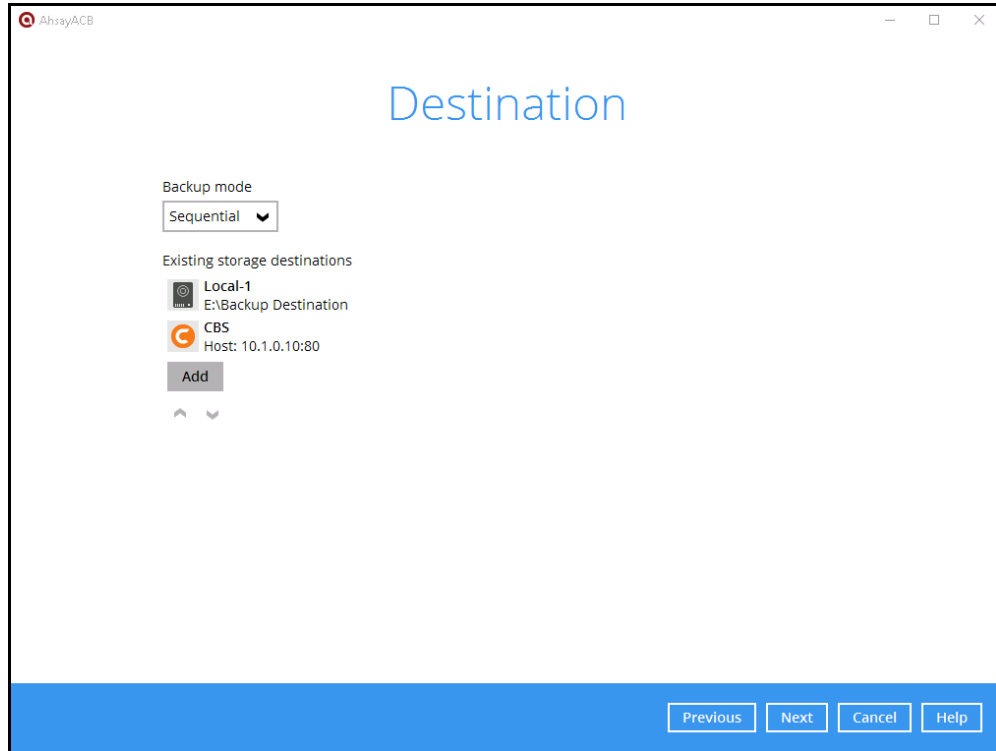 AhsayACB
Destination
Backup mode
Sequential
Existing storage destinations
Local-1
E:\Backup Destination
CBS
Host: 10.1.0.10:80
Add
Previous Next Cancel Help